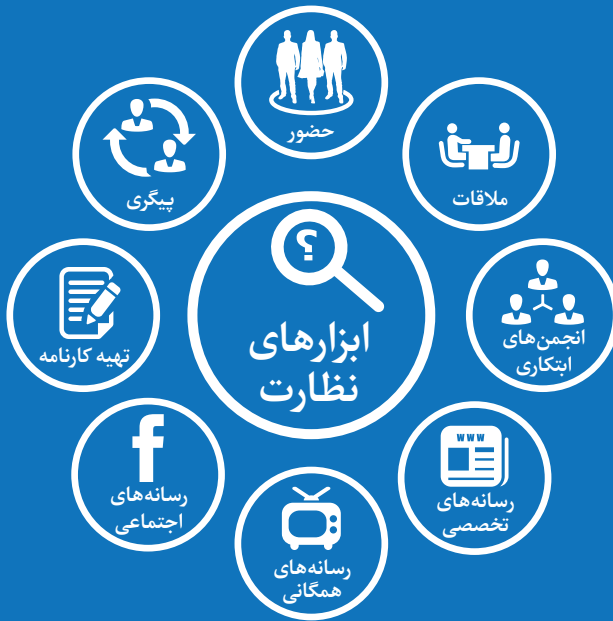 ابزارهای
نظارت
؟
حضور
ملاقات
انجمن‌های
ابتکاری
www
رسانه‌های
تخصصی
رسانه‌های
همگانی
f
رسانه‌های
اجتماعی
تهیه کارنامه
پیگری